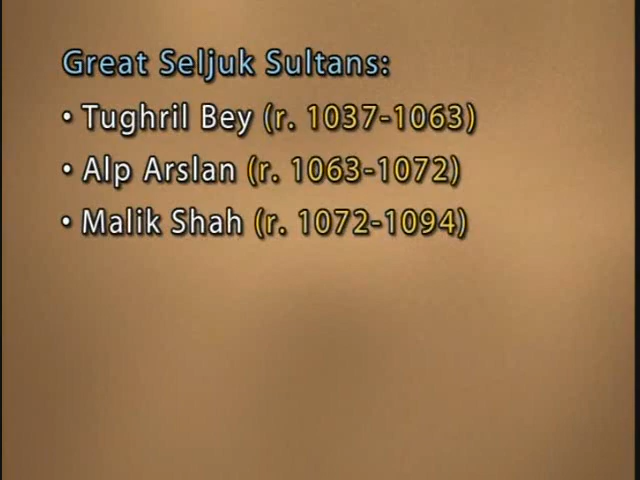 Great Seljuk Sultans:
• Tughril Bey (r. 1037-1063)
• Alp Arslan (r. 1063-1072)
• Malik Shah (r. 1072-1094)